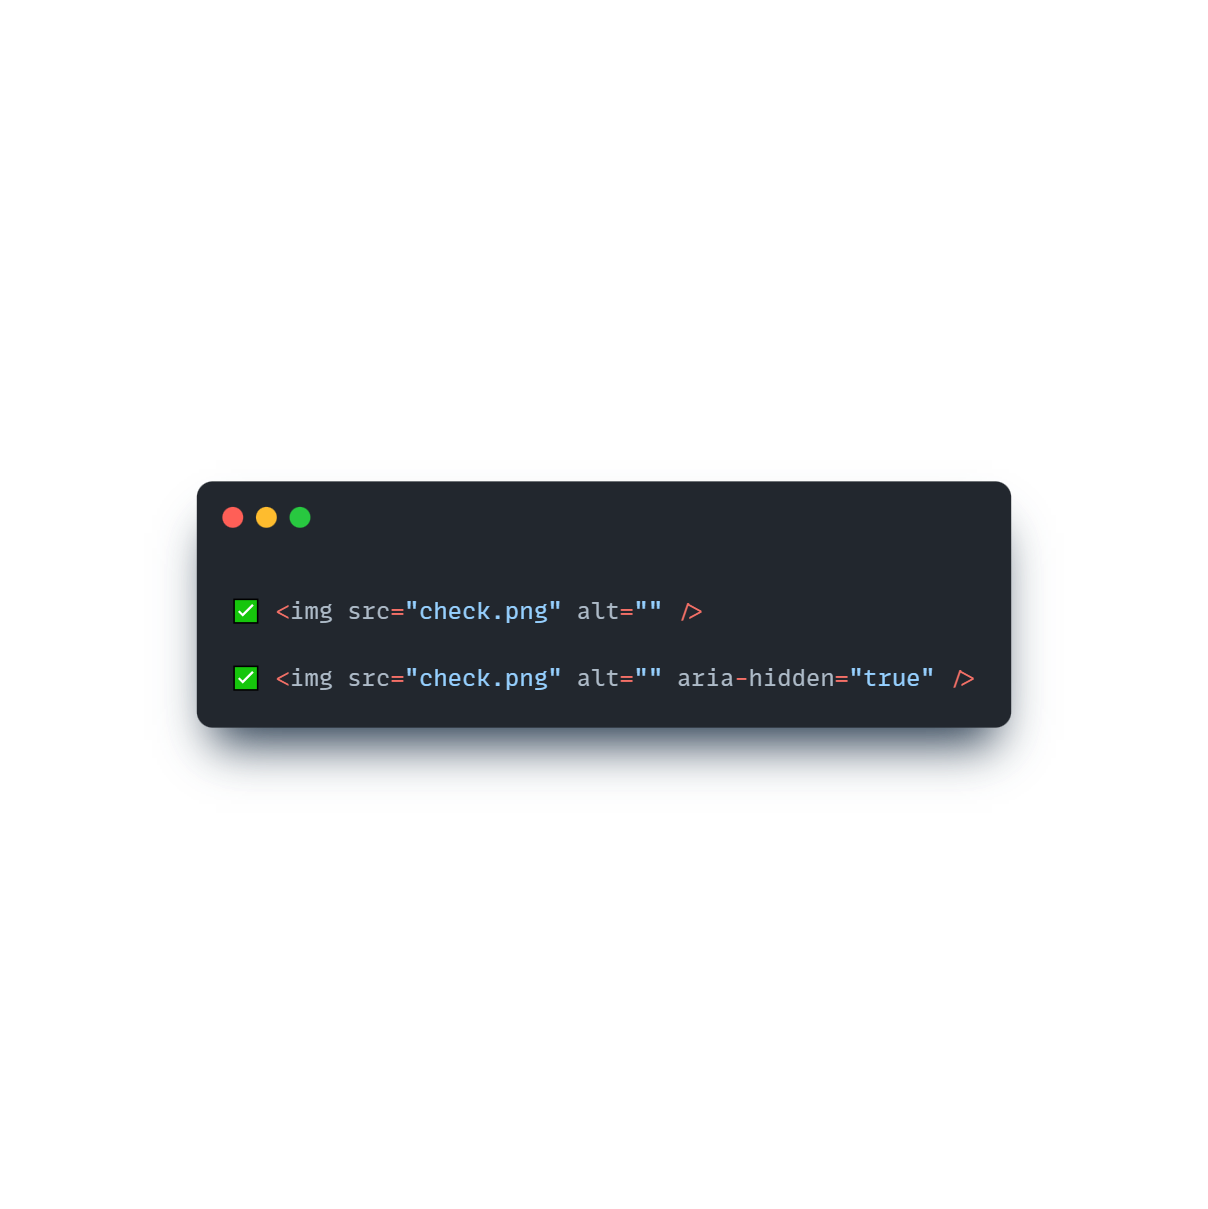 ✅ <img src="check.png" alt="" />
✅ <img src="check.png" alt="" aria-hidden="true" />